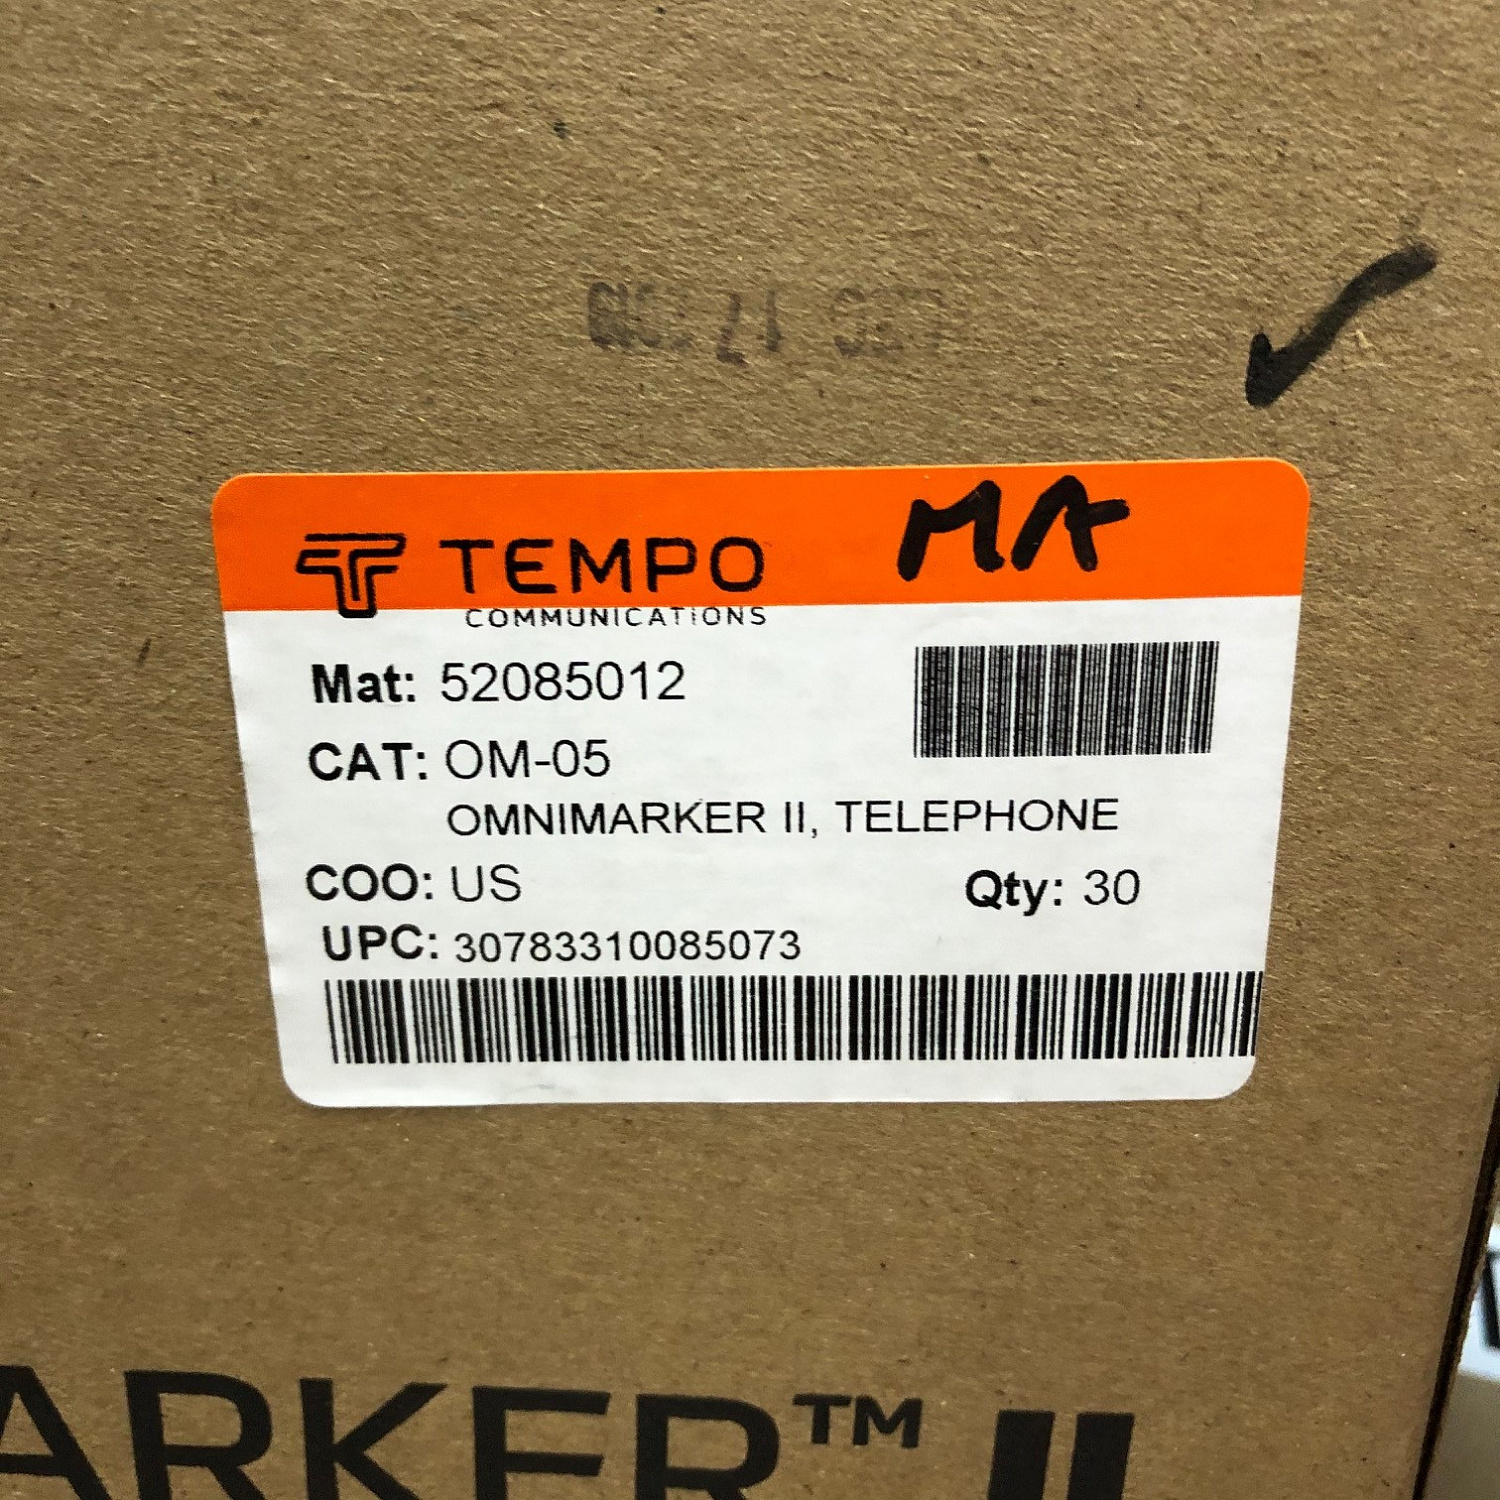 MA
TEMPO
COMMUNICATIONS
Mat: 52085012
CAT: OM-05
OMNIMARKER II, TELEPHONE
COO: US
Qty: 30
UPC: 30783310085073
ARKER™ II